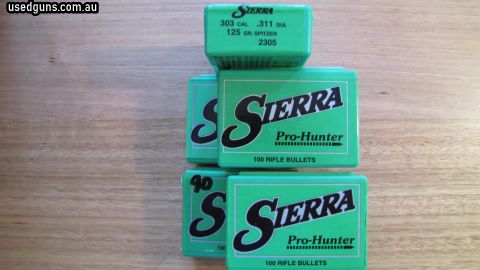 usedguns.com.au
SIERRA
303 CAL .311 DIA
125 GR. SPITZER
2305
SIERRA
Pro-Hunter
100 RIFLE BULLETS
S
90
SIERRA
Pro-Hunter
100 RIFLE BULLETS
S